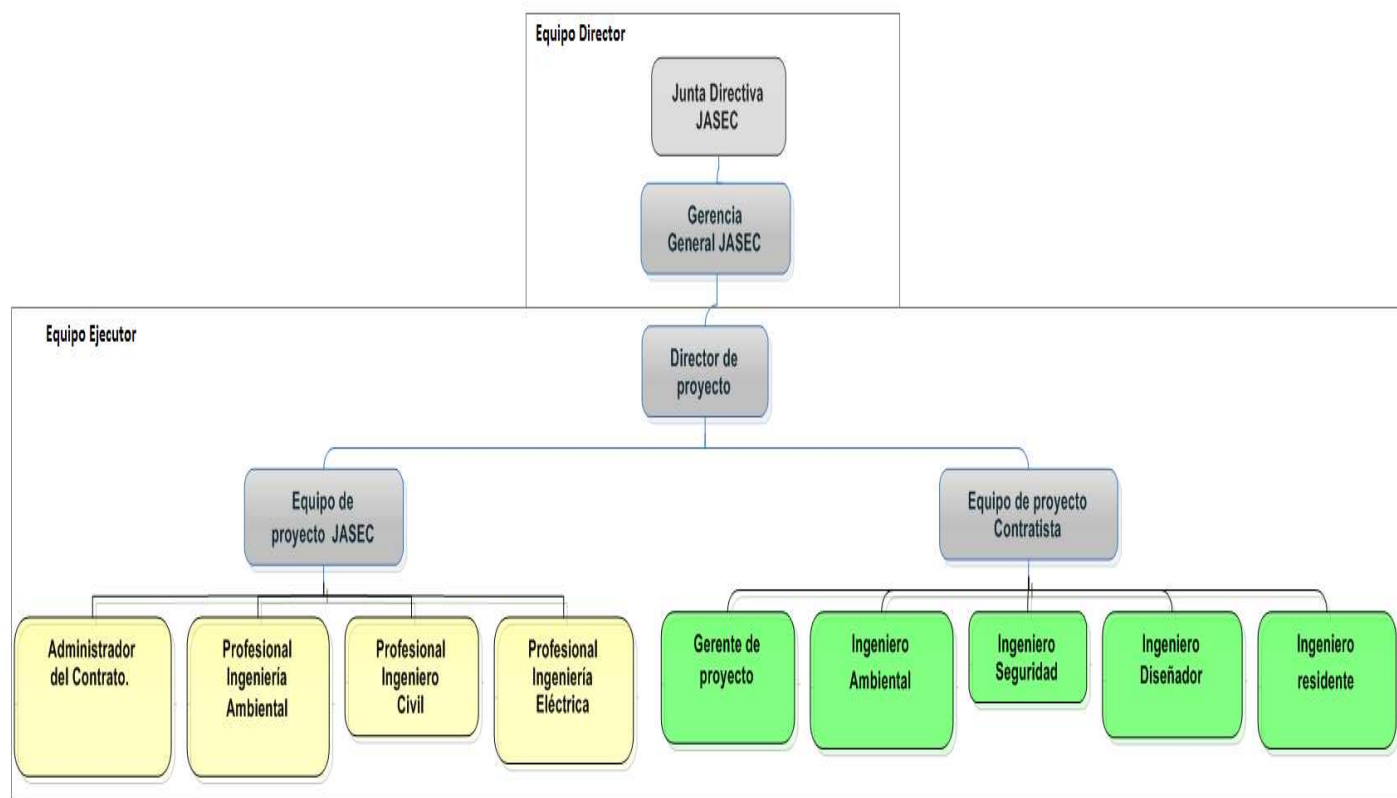 Equipo Director
Junta Directiva
JASEC
Gerencia
General JASEC
Equipo Ejecutor
Director de
proyecto
Equipo de
proyecto JASEC
Equipo de proyecto
Contratista
Administrador
del Contrato.
Profesional
Ingeniería
Ambiental
Profesional
Ingeniero
Civil
Profesional
Ingeniería
Eléctrica
Gerente de
proyecto
Ingeniero
Ambiental
Ingeniero
Seguridad
Ingeniero
Diseñador
Ingeniero
residente